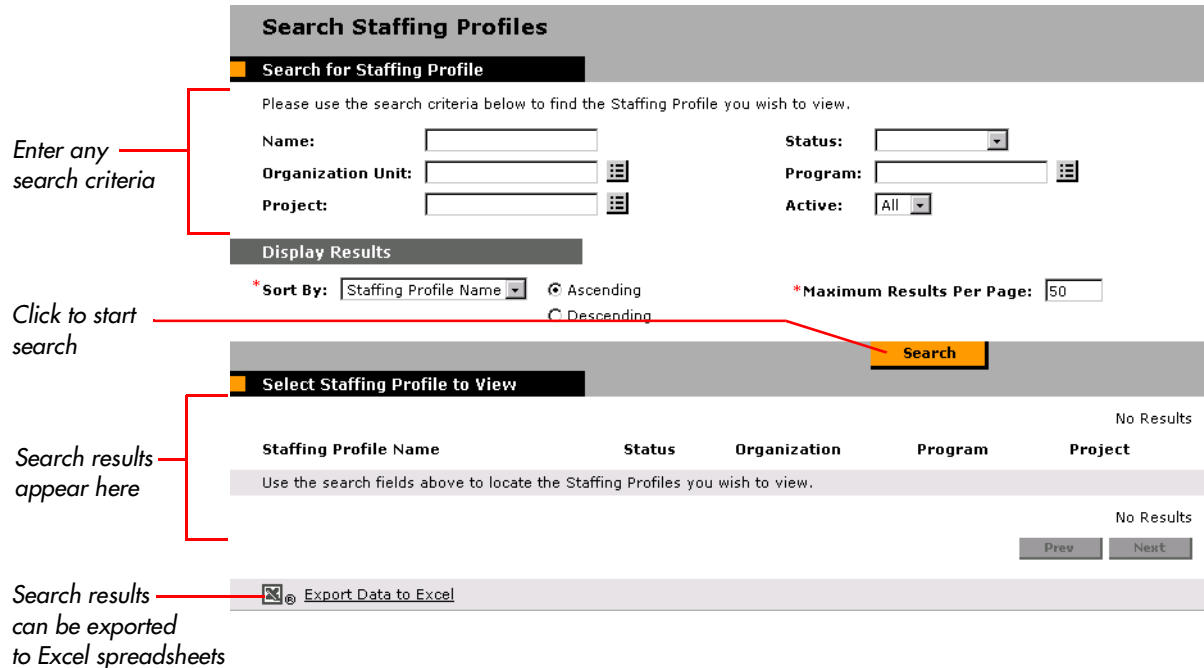 Search Staffing Profiles
Search for Staffing Profile
Please use the search criteria below to find the Staffing Profile you wish to view.
Enter any
search criteria
Name:
Status:
Organization Unit:
Program:
Project:
Active: All
Display Results
*Sort By: Staffing Profile Name
Ascending
Descending
*Maximum Results Per Page: 50
Click to start
search
Search
Select Staffing Profile to View
No Results
Search results
appear here
Staffing Profile Name Status Organization Program Project
Use the search fields above to locate the Staffing Profiles you wish to view.
No Results
Prev Next
Search results
can be exported
to Excel spreadsheets
® Export Data to Excel